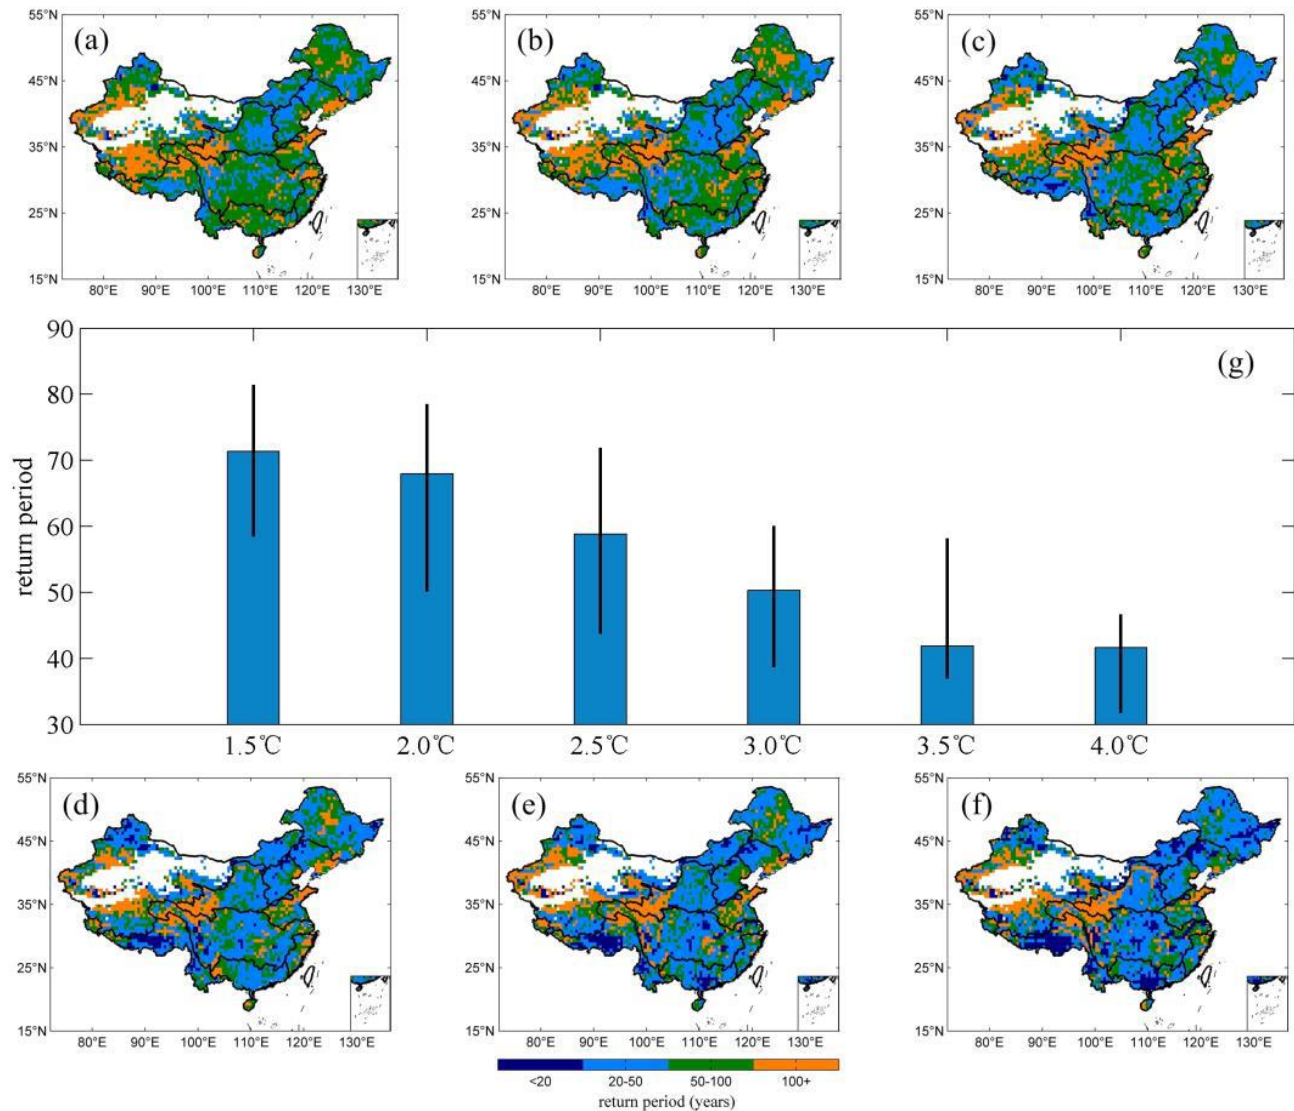 (a)
55°N
45°N
35°N
25°N
15°N
80°E 90°E 100°E 110°E 120°E 130°E
(b)
55°N
45°N
35°N
25°N
15°N
80°E 90°E 100°E 110°E 120°E 130°E
(c)
55°N
45°N
35°N
25°N
15°N
80°E 90°E 100°E 110°E 120°E 130°E
(g)
return period
90
80
70
60
50
40
30
1.5℃ 2.0℃ 2.5℃ 3.0℃ 3.5℃ 4.0℃
(d)
55°N
45°N
35°N
25°N
15°N
80°E 90°E 100°E 110°E 120°E 130°E
(e)
55°N
45°N
35°N
25°N
15°N
80°E 90°E 100°E 110°E 120°E 130°E
(f)
55°N
45°N
35°N
25°N
15°N
80°E 90°E 100°E 110°E 120°E 130°E
<20 20-50 50-100 100+
return period (years)